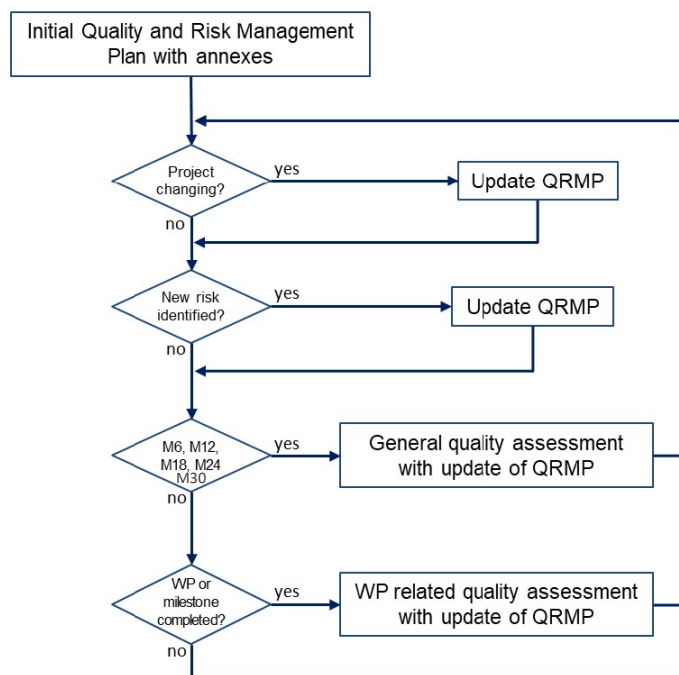 Initial Quality and Risk Management
Plan with annexes
Project
changing?
yes
Update QRMP
no
New risk
identified?
yes
Update QRMP
no
M6, M12,
M18, M24
M30
yes
General quality assessment
with update of QRMP
no
WP or
milestone
completed?
yes
WP related quality assessment
with update of QRMP
no